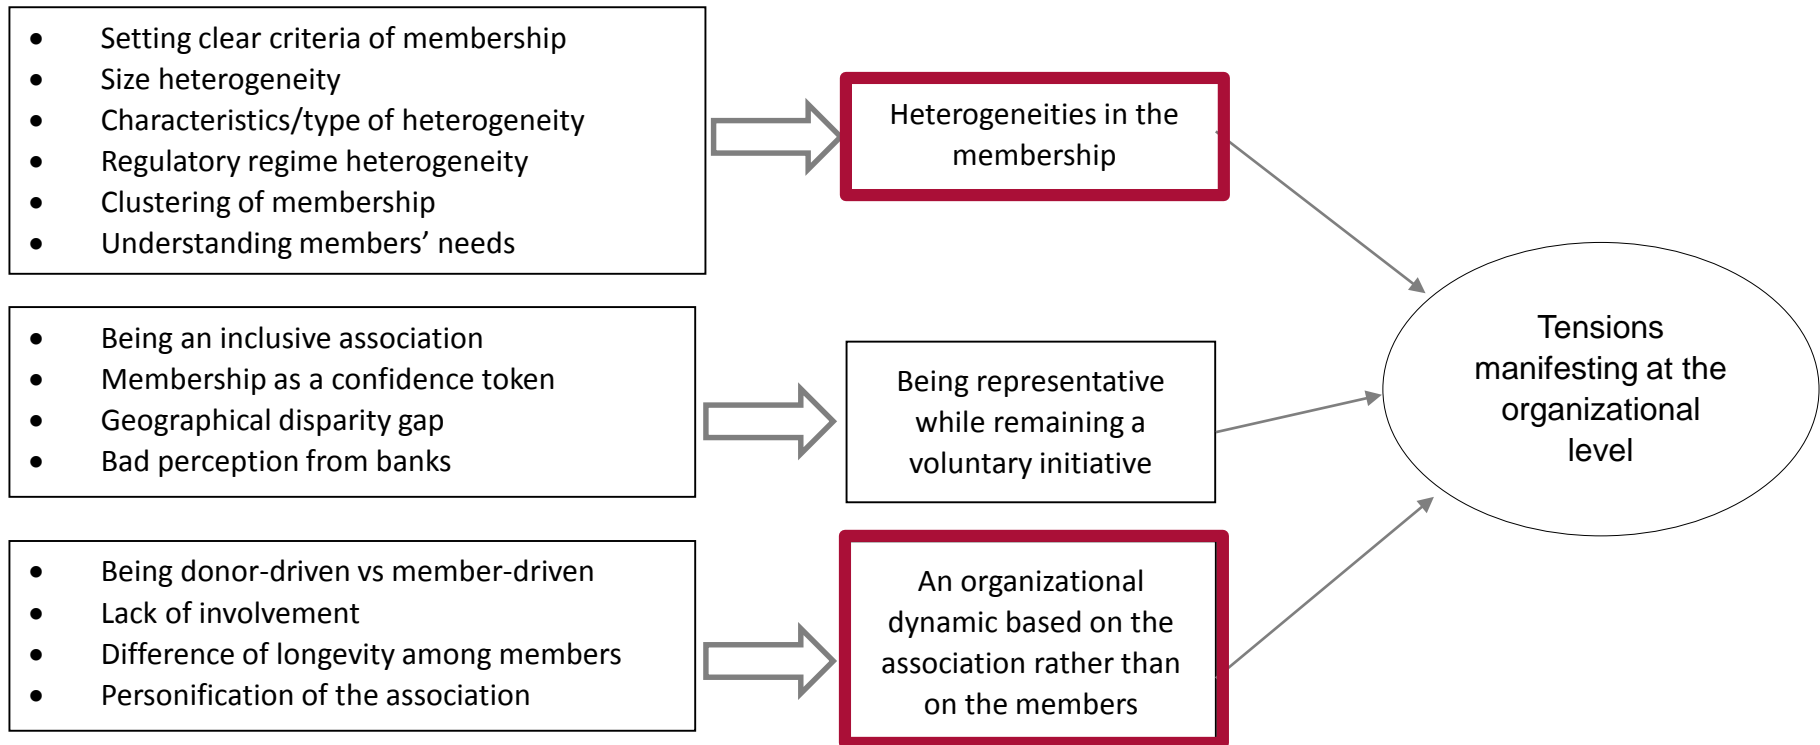 • Setting clear criteria of membership
• Size heterogeneity
• Characteristics/type of heterogeneity
• Regulatory regime heterogeneity
• Clustering of membership
• Understanding members’ needs
Heterogeneities in the
membership
• Being an inclusive association
• Membership as a confidence token
• Geographical disparity gap
• Bad perception from banks
Being representative
while remaining a
voluntary initiative
• Being donor-driven vs member-driven
• Lack of involvement
• Difference of longevity among members
• Personification of the association
An organizational
dynamic based on the
association rather than
on the members
Tensions
manifesting at the
organizational
level